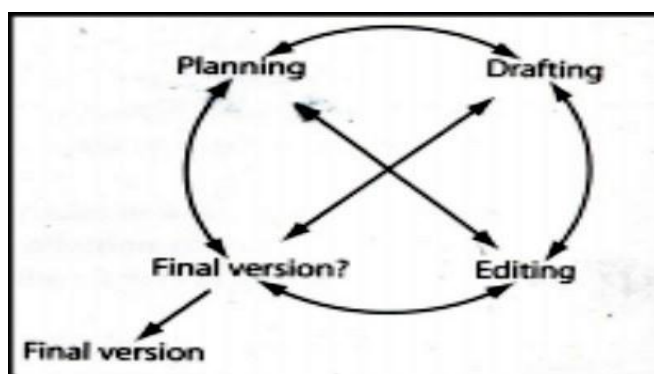 Planning
Drafting
Final version?
Editing
Final version